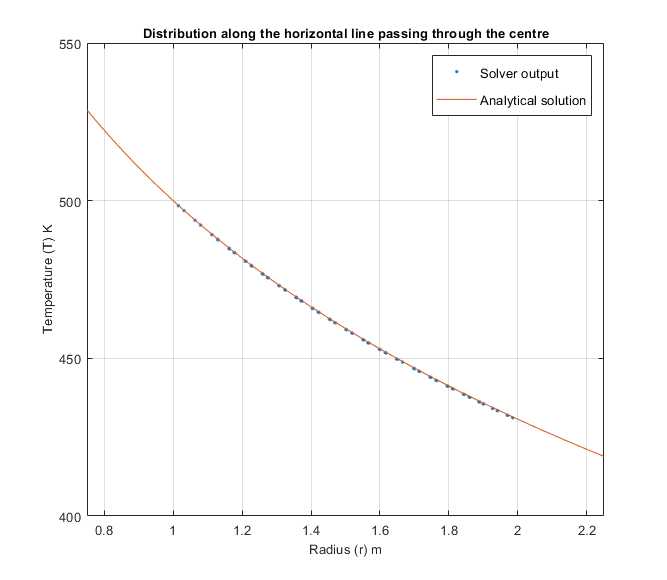 Distribution along the horizontal line passing through the centre
Solver output
Analytical solution
550
500
450
400
Temperature (T) K
0.8 1 1.2 1.4 1.6 1.8 2 2.2
Radius (r) m